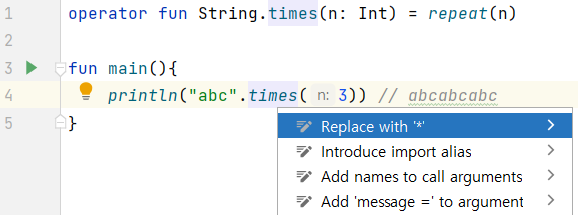 1 operator fun String.times(n: Int) = repeat(n)
2
3 fun main(){
4 println("abc".times( n: 3)) // abcabcabc
5 }
Replace with '*'
Introduce import alias
Add names to call arguments
Add 'message =' to argument